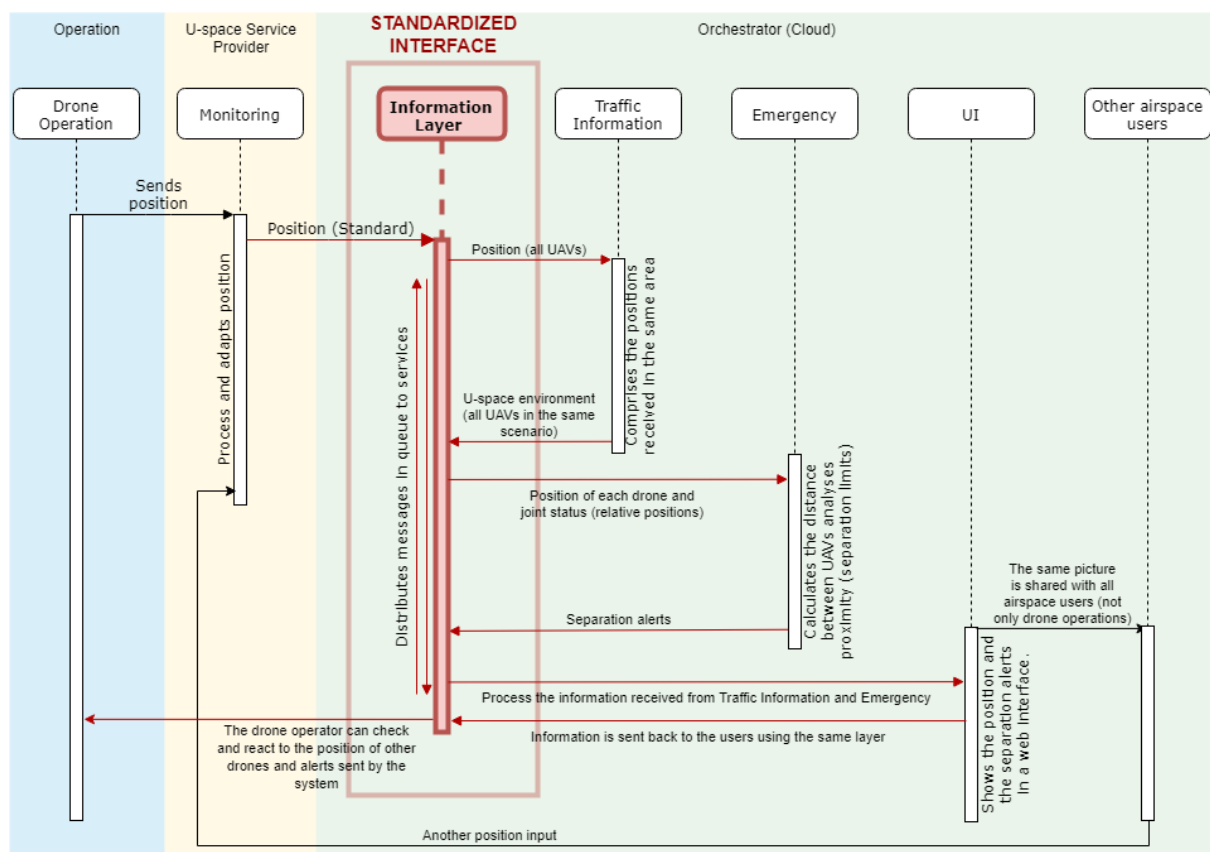 Operation
U-space Service
Provider
STANDARDIZED
INTERFACE
Orchestrator (Cloud)
Drone
Operation
Monitoring
Information
Layer
Traffic
Information
Emergency
UI
Other airspace
users
Sends
position
Position (Standard)
Position (all UAVs)
Process and adapts position
Distributes messages in queue to services
Comprises the positions
received in the same area
U-space environment
(all UAVs in the same
scenario)
Position of each drone and
joint status (relative positions)
Calculates the distance
between UAVs analyses
proximity (separation limits)
Separation alerts
The same picture
is shared with all
airspace users (not
only drone operations)
Process the information received from Traffic Information and Emergency
Shows the position and
the separation alerts
in a web interface.
Information is sent back to the users using the same layer
The drone operator can check
and react to the position of other
drones and alerts sent by the
system
Another position input